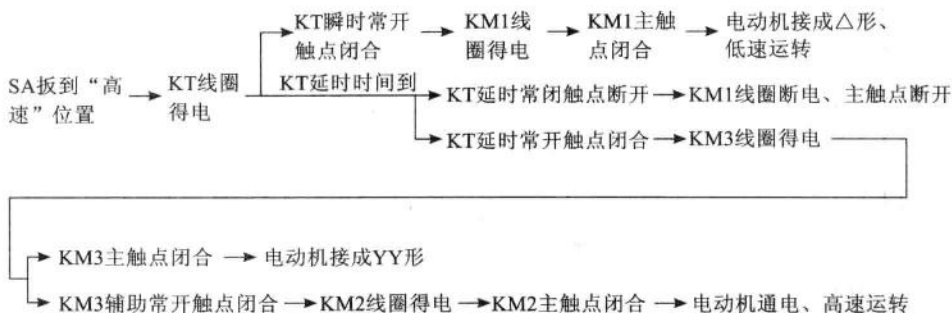 KT瞬时常开 KM1线 KM1主触 电动机接成△形、
触点闭合 圈得电 点闭合 低速运转
SA扳到“高 KT线圈 KT延时时间到
速”位置 得电 KT延时常闭触点断开 KM1线圈断电、主触点断开
KT延时常开触点闭合 KM3线圈得电
KM3主触点闭合 电动机接成YY形
KM3辅助常开触点闭合 KM2线圈得电 KM2主触点闭合 电动机通电、高速运转